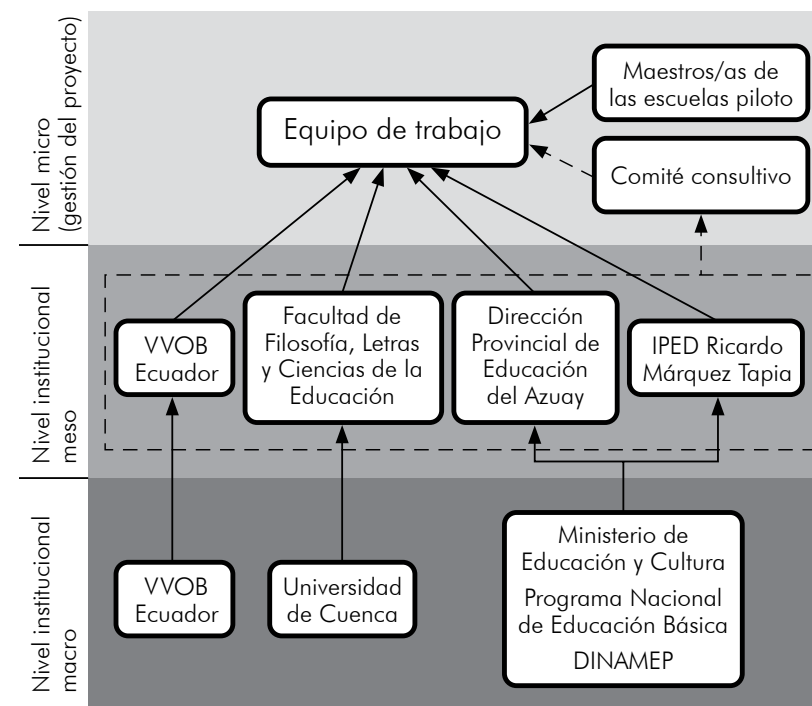 Nivel micro
(gestión del proyecto)
Maestros/as de
las escuelas piloto
Equipo de trabajo
Comité consultivo
Nivel institucional
meso
VVOB
Ecuador
Facultad de
Filosofía, Letras
y Ciencias de la
Educación
Dirección
Provincial de
Educación
del Azuay
IPED Ricardo
Márquez Tapia
Nivel institucional
macro
VVOB
Ecuador
Universidad
de Cuenca
Ministerio de
Educación y Cultura
Programa Nacional
de Educación Básica
DINAMEP